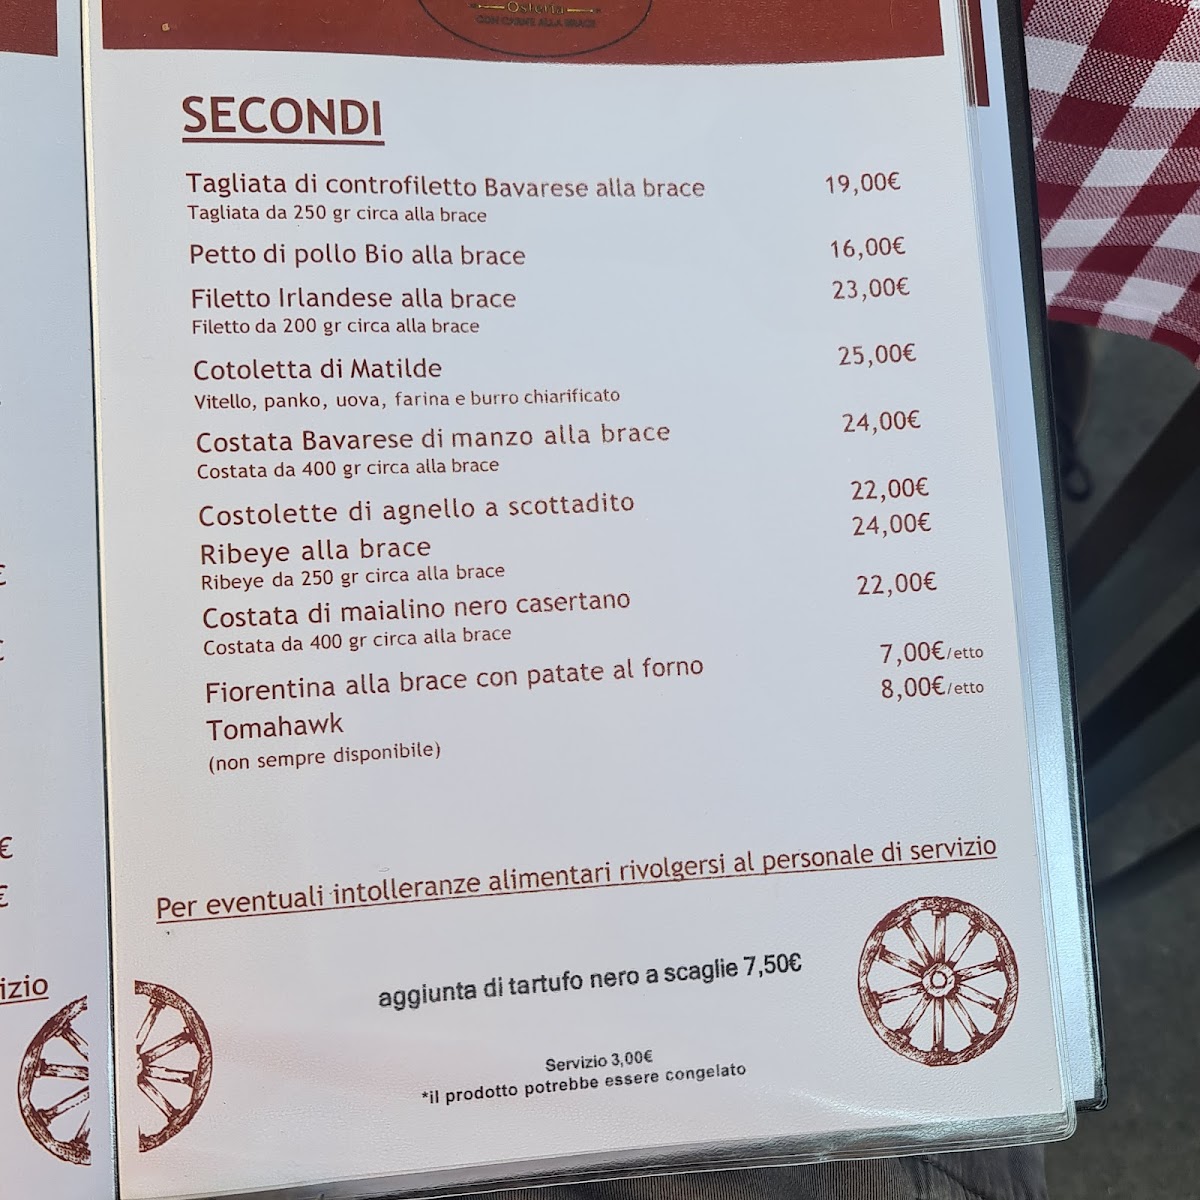 Osteria
CON CARNE ALLA BRACE
SECONDI
Tagliata di controfiletto Bavarese alla brace 19,00€
Tagliata da 250 gr circa alla brace
Petto di pollo Bio alla brace 16,00€
Filetto Irlandese alla brace 23,00€
Filetto da 200 gr circa alla brace
Cotoletta di Matilde 25,00€
Vitello, panko, uova, farina e burro chiarificato
Costata Bavarese di manzo alla brace 24,00€
Costata da 400 gr circa alla brace
Costolette di agnello a scottadito 22,00€
Ribeye alla brace 24,00€
Ribeye da 250 gr circa alla brace
Costata di maialino nero casertano 22,00€
Costata da 400 gr circa alla brace
Fiorentina alla brace con patate al forno 7,00€/etto
Tomahawk 8,00€/etto
(non sempre disponibile)
Per eventuali intolleranze alimentari rivolgersi al personale di servizio
aggiunta di tartufo nero a scaglie 7,50€
Servizio 3,00€
*il prodotto potrebbe essere congelato
€
€
€
€
izio